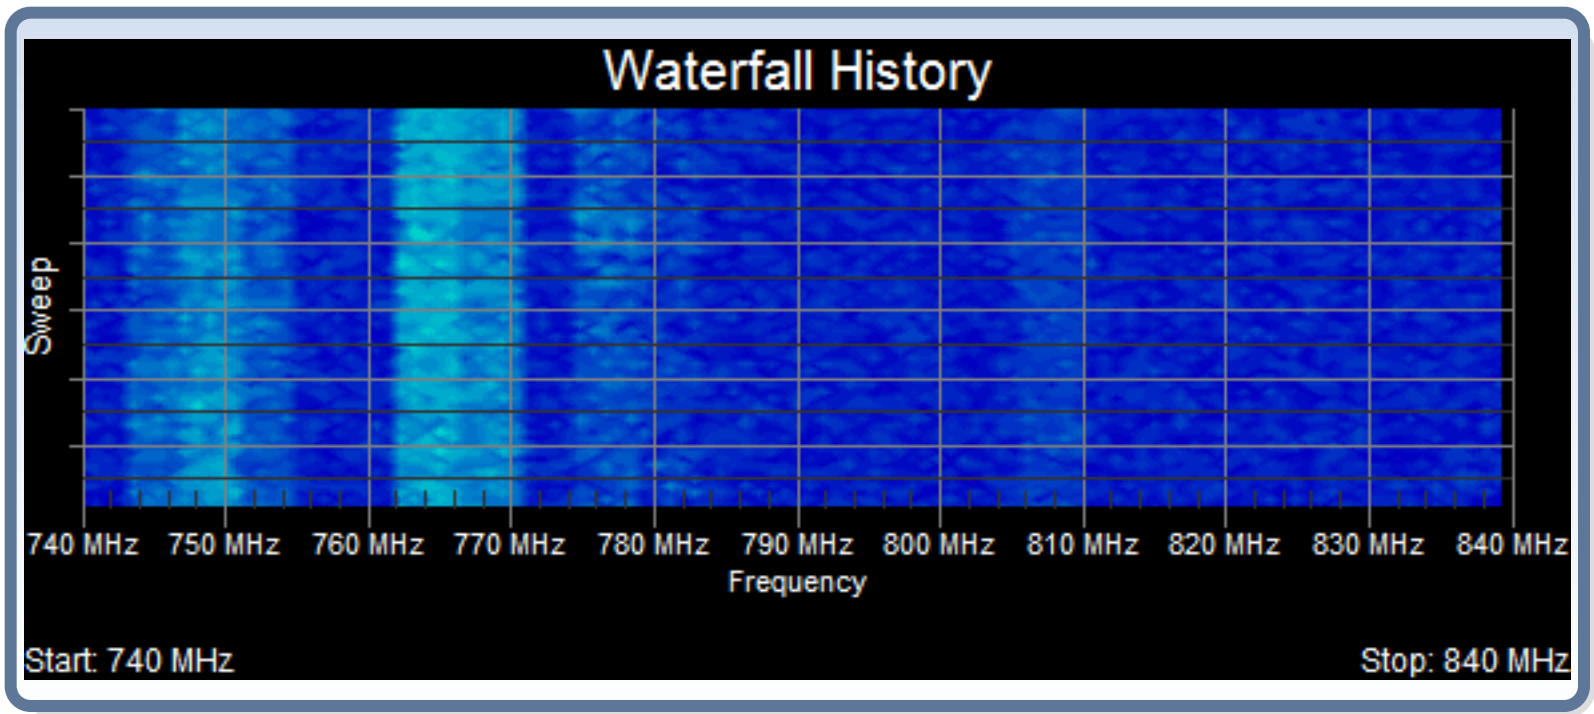 Waterfall History
Sweep
740 MHz 750 MHz 760 MHz 770 MHz 780 MHz 790 MHz 800 MHz 810 MHz 820 MHz 830 MHz 840 MHz
Frequency
Start: 740 MHz
Stop: 840 MHz